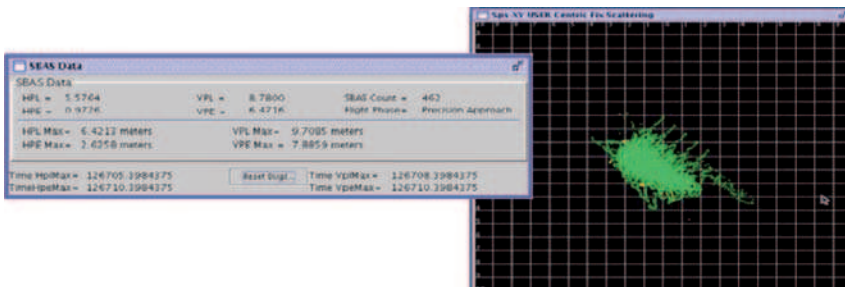 Sps XY USER Centric Fix Scattering
SBAS Data
SBAS Data
HPL = 5.5764 VPL = 8.7800 SBAS Count = 462
HPE = 0.9726 VPE = 6.4716 Flight Phase= Precision Approach
HPL Max= 6.4213 meters VPL Max= 9.7085 meters
HPE Max= 2.6258 meters VPE Max = 7.8859 meters
Time HplMax= 126705.3984375 Reset Displ... Time VplMax= 126708.3984375
TimeHpeMax= 126710.3984375 Time VpeMax= 126710.3984375